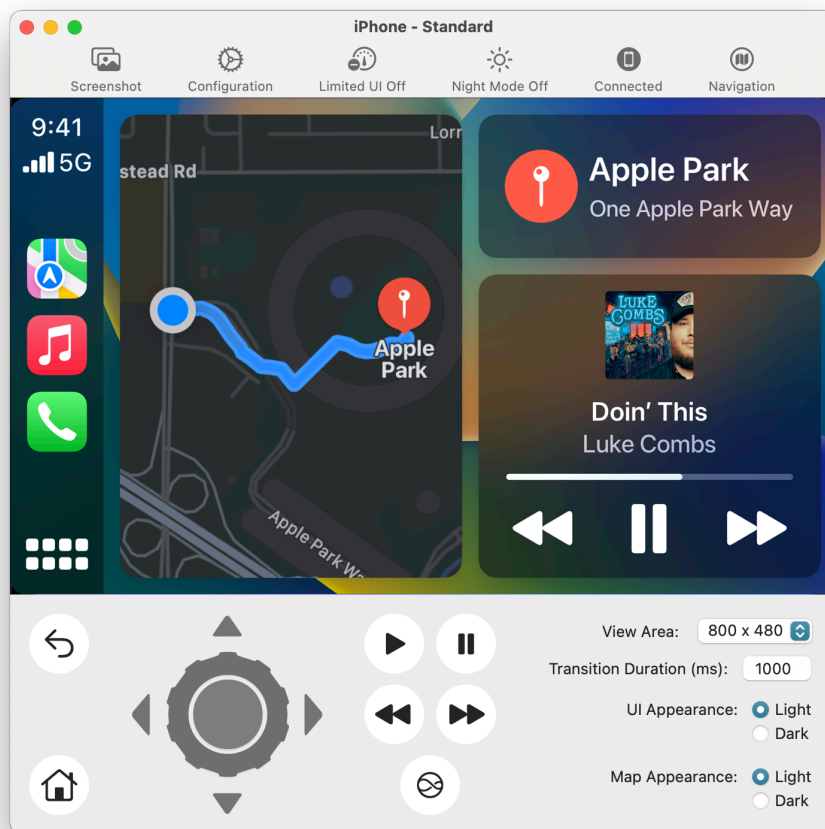 iPhone - Standard
Screenshot
Configuration
Limited UI Off
Night Mode Off
Connected
Navigation
9:41
5G
Lorr
stead Rd
Apple
Park
Apple Park Wa
Apple Park
One Apple Park Way
LUKE
COMBS
Doin’ This
Luke Combs
View Area:
800 x 480
Transition Duration (ms):
1000
UI Appearance:
Light
Dark
Map Appearance:
Light
Dark